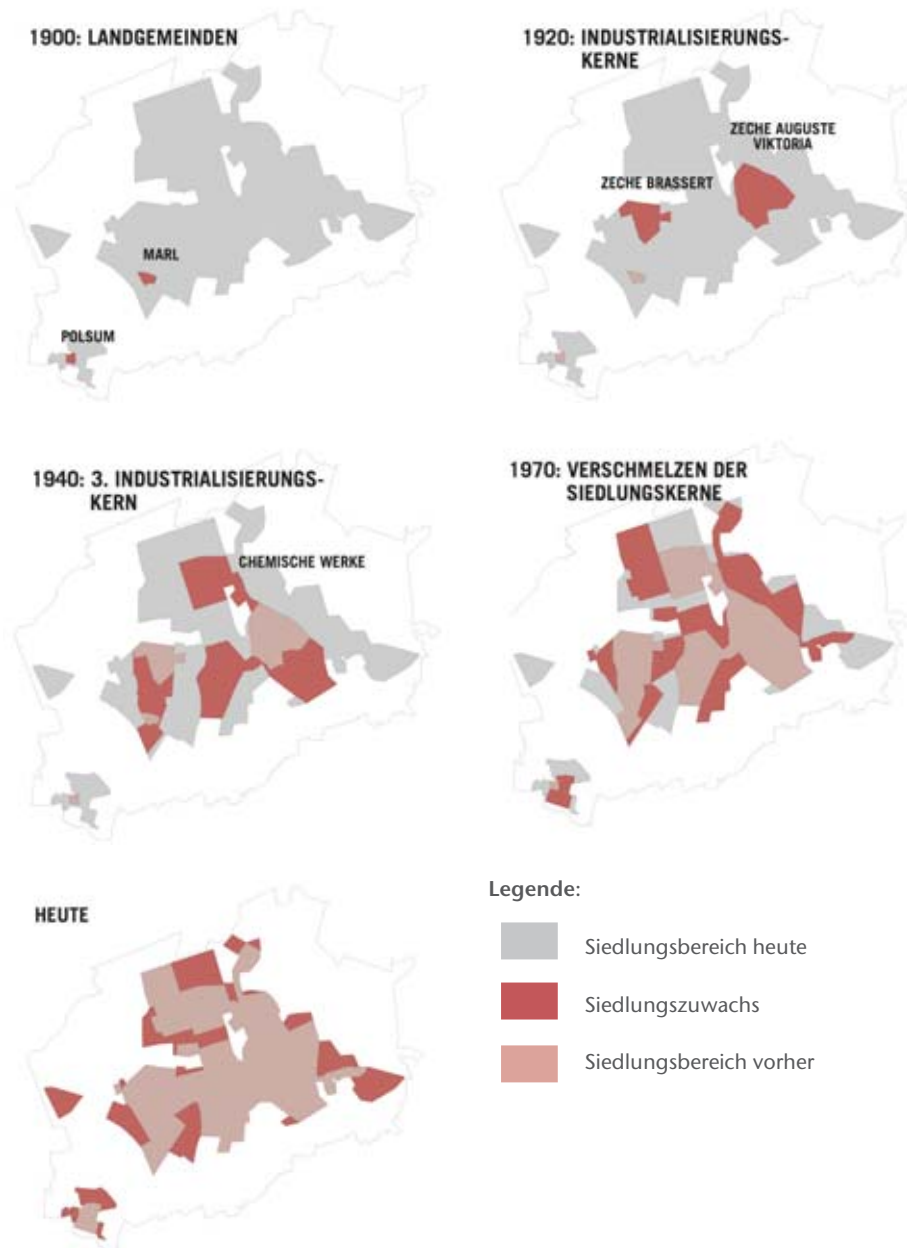 1900: LANDGEMEINDEN
MARL
POLSUM
1920: INDUSTRIALISIERUNGS-
KERNE
ZECHE AUGUSTE
VIKTORIA
ZECHE BRASSERT
1940: 3. INDUSTRIALISIERUNGS-
KERN
CHEMISCHE WERKE
1970: VERSCHMELZEN DER
SIEDLUNGSKERNE
HEUTE
Legende:
Siedlungsbereich heute
Siedlungszuwachs
Siedlungsbereich vorher